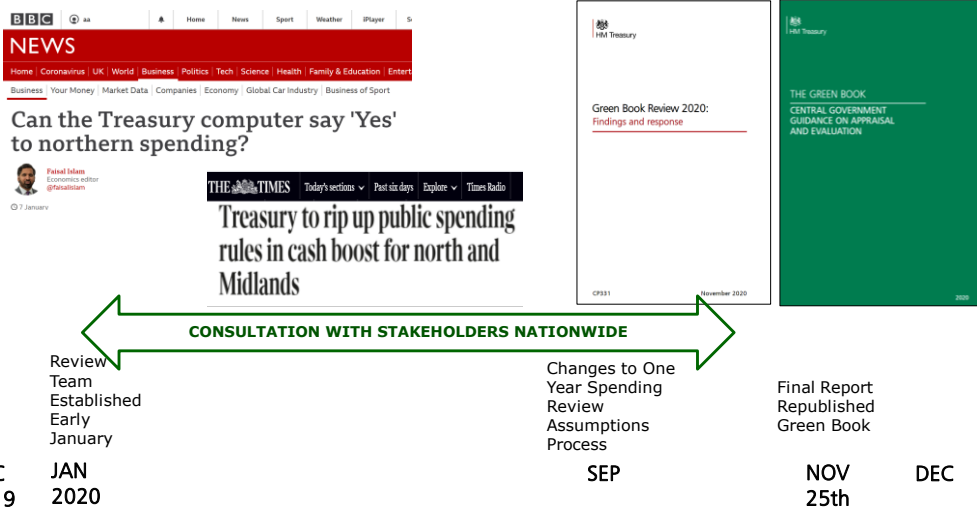 BBC
aa
Home News Sport Weather iPlayer S
NEWS
Home Coronavirus UK World Business Politics Tech Science Health Family & Education Entert
Business Your Money Market Data Companies Economy Global Car Industry Business of Sport
Can the Treasury computer say 'Yes'
to northern spending?
Faisal Islam
Economics editor
@faisalislam
7 January
THE TIMES Today's sections Past six days Explore Times Radio
Treasury to rip up public spending
rules in cash boost for north and
Midlands
HM Treasury
Green Book Review 2020:
Findings and response
CP331 November 2020
HM Treasury
THE GREEN BOOK
CENTRAL GOVERNMENT
GUIDANCE ON APPRAISAL
AND EVALUATION
2020
CONSULTATION WITH STAKEHOLDERS NATIONWIDE
Review
Team
Established
Early
January
Changes to One
Year Spending
Review
Assumptions
Process
Final Report
Republished
Green Book
C
9
JAN
2020
SEP
NOV
25th
DEC